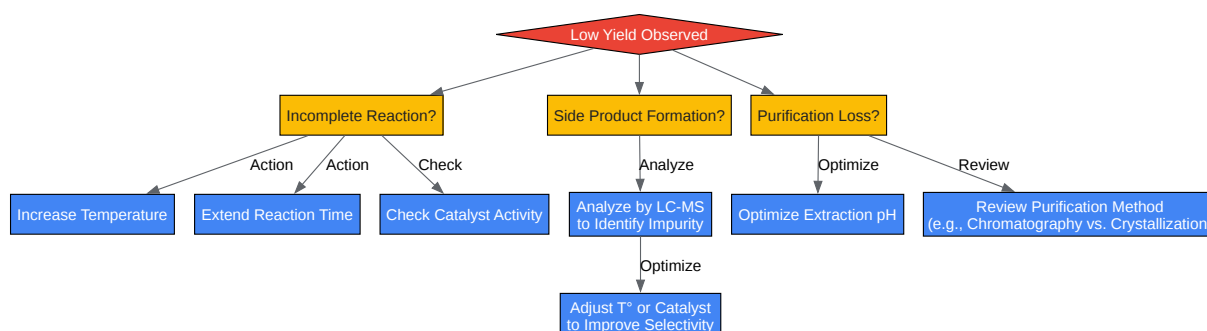 Low Yield Observed
Incomplete Reaction?
Side Product Formation?
Purification Loss?
Action
Action
Check
Analyze
Optimize
Review
Increase Temperature
Extend Reaction Time
Check Catalyst Activity
Analyze by LC-MS
to Identify Impurity
Optimize Extraction pH
Review Purification Method
(e.g., Chromatography vs. Crystallization
Optimize
Adjust T° or Catalyst
to Improve Selectivity